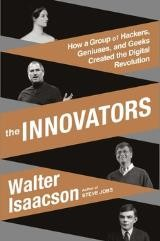 How a Group of Hackers,
Geniuses, and Geeks
Created the Digital
Revolution
the INNOVATORS
Walter
Isaacson
author of
STEVE JOBS